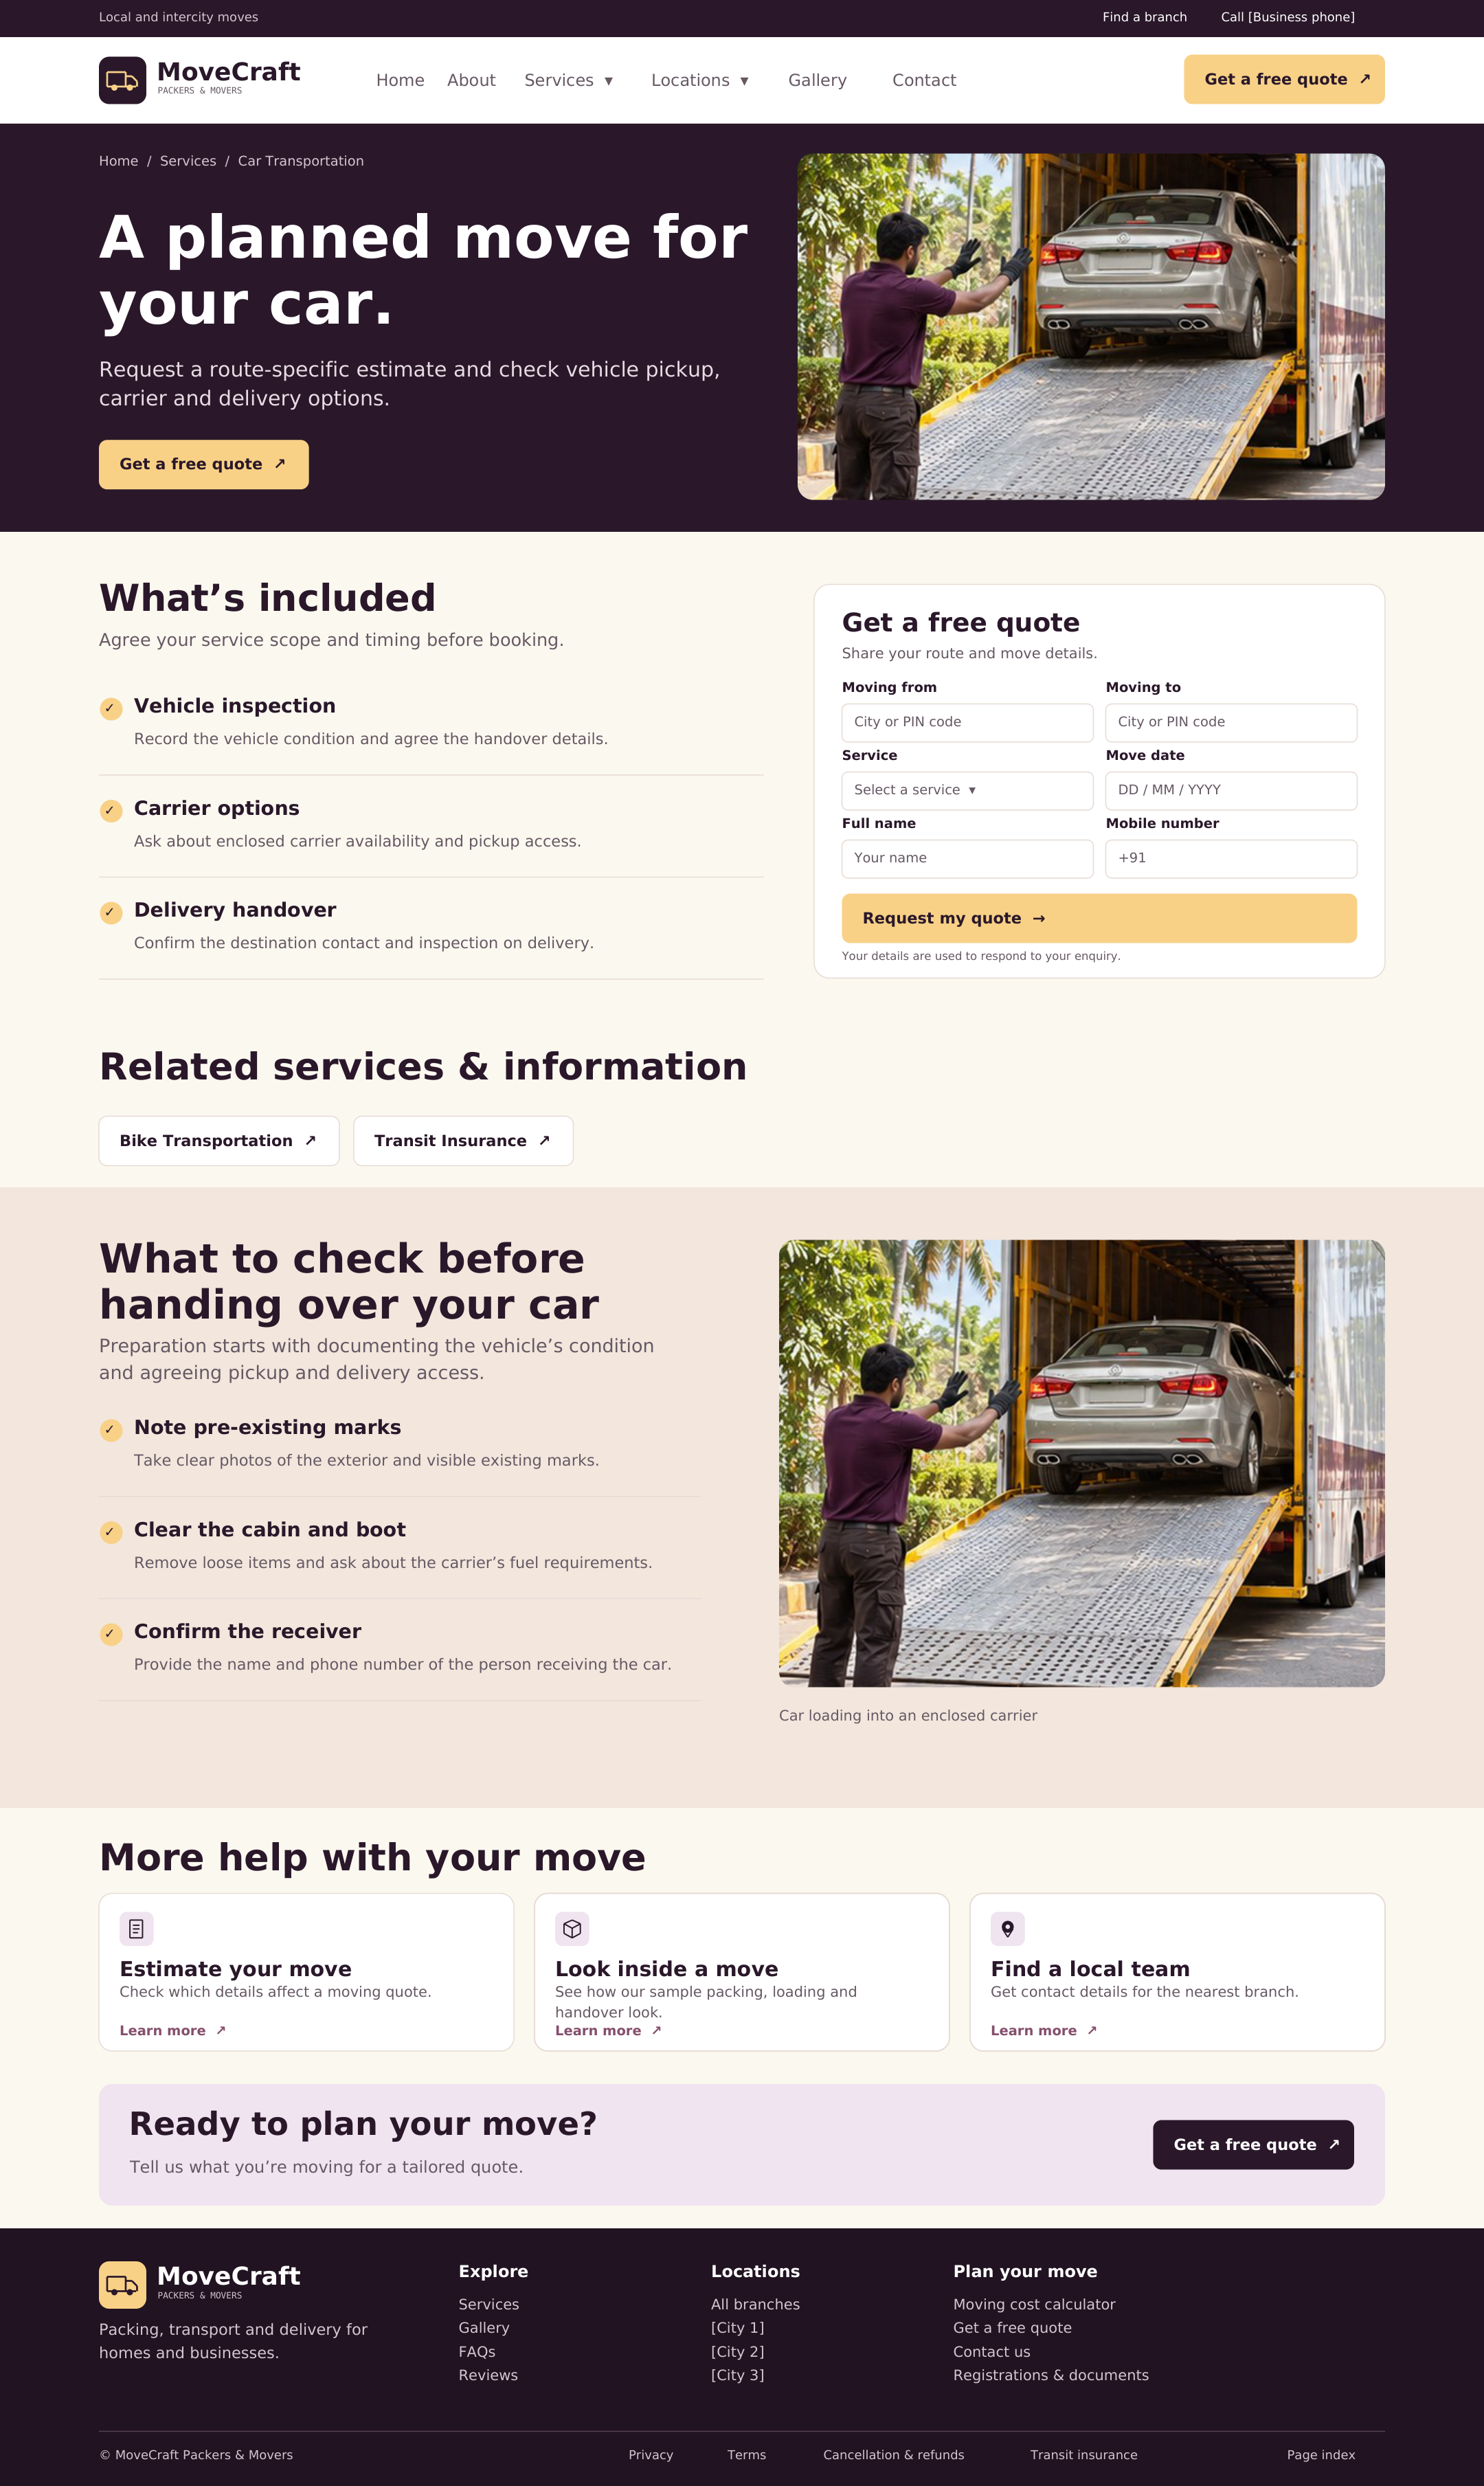 Local and intercity moves
Find a branch
Call [Business phone]
MoveCraft
PACKERS & MOVERS
Home
About
Services ▾
Locations ▾
Gallery
Contact
Get a free quote ↗
Home / Services / Car Transportation
A planned move for
your car.
Request a route-specific estimate and check vehicle pickup,
carrier and delivery options.
Get a free quote ↗
What’s included
Agree your service scope and timing before booking.
✓ Vehicle inspection
Record the vehicle condition and agree the handover details.
✓ Carrier options
Ask about enclosed carrier availability and pickup access.
✓ Delivery handover
Confirm the destination contact and inspection on delivery.
Get a free quote
Share your route and move details.
Moving from
City or PIN code
Moving to
City or PIN code
Service
Select a service ▾
Move date
DD / MM / YYYY
Full name
Your name
Mobile number
+91
Request my quote →
Your details are used to respond to your enquiry.
Related services & information
Bike Transportation ↗
Transit Insurance ↗
What to check before
handing over your car
Preparation starts with documenting the vehicle’s condition
and agreeing pickup and delivery access.
✓ Note pre-existing marks
Take clear photos of the exterior and visible existing marks.
✓ Clear the cabin and boot
Remove loose items and ask about the carrier’s fuel requirements.
✓ Confirm the receiver
Provide the name and phone number of the person receiving the car.
Car loading into an enclosed carrier
More help with your move
Estimate your move
Check which details affect a moving quote.
Learn more ↗
Look inside a move
See how our sample packing, loading and
handover look.
Learn more ↗
Find a local team
Get contact details for the nearest branch.
Learn more ↗
Ready to plan your move?
Tell us what you’re moving for a tailored quote.
Get a free quote ↗
MoveCraft
PACKERS & MOVERS
Packing, transport and delivery for
homes and businesses.
Explore
Services
Gallery
FAQs
Reviews
Locations
All branches
[City 1]
[City 2]
[City 3]
Plan your move
Moving cost calculator
Get a free quote
Contact us
Registrations & documents
© MoveCraft Packers & Movers
Privacy
Terms
Cancellation & refunds
Transit insurance
Page index